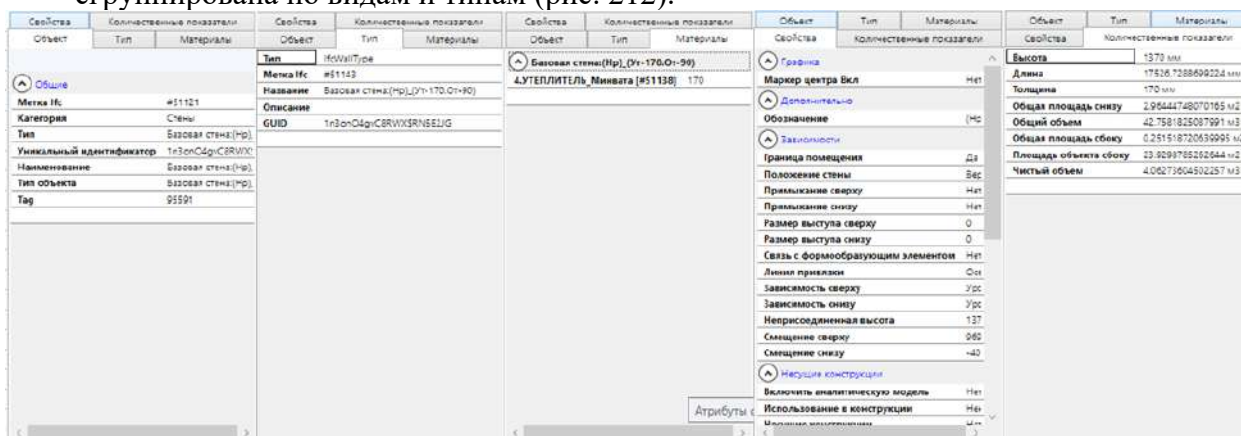 сгруппирована по видам и типам (рис. 212).
Свойства Количественные показатели
Объект Тип Материалы
Общие
Метка Ifc #51121
Категория Стены
Тип Базовая стена:(Нр)
Уникальный идентификатор
Наименование Базовая стена:(Нр)
Тип объекта Базовая стена:(Нр)
Tag 95591
Свойства Количественные показатели
Объект Тип Материалы
Тип IfcWallType
Метка Ifc #51143
Название Базовая стена:(Нр)_(Ут-170.От-90)
Описание
GUID
Свойства Количественные показатели
Объект Тип Материалы
Базовая стена:(Нр)_(Ут-170.От-90)
4.УТЕПЛИТЕЛЬ_Минвата [#51138] 170
Атрибуты
Объект Тип Материалы
Свойства Количественные показатели
Графика
Маркер центра Вкл Нет
Дополнительно
Обозначение (Нр
Зависимости
Граница помещения Да
Положение стены Вер
Примыкание сверху Нет
Примыкание снизу Нет
Размер выступа сверху 0
Размер выступа снизу 0
Связь с формообразующим элементом Нет
Линия привязки Осн
Зависимость сверху Уро
Зависимость снизу Уро
Неприсоединенная высота 137
Смещение сверху 960
Смещение снизу -40
Несущие конструкции
Включить аналитическую модель Нет
Использование в конструкции Нен
Несущие конструкции Нет
Объект Тип Материалы
Свойства Количественные показатели
Высота 1370 мм
Длина 17526.7288699224 мм
Толщина 170 мм
Общая площадь снизу 2.96444748070165 м2
Общий объем 42.7581825087991 м3
Общая площадь сбоку 0.251518720639995 м2
Площадь объекта сбоку 23.9293785252644 м2
Чистый объем 4.06273604502257 м3